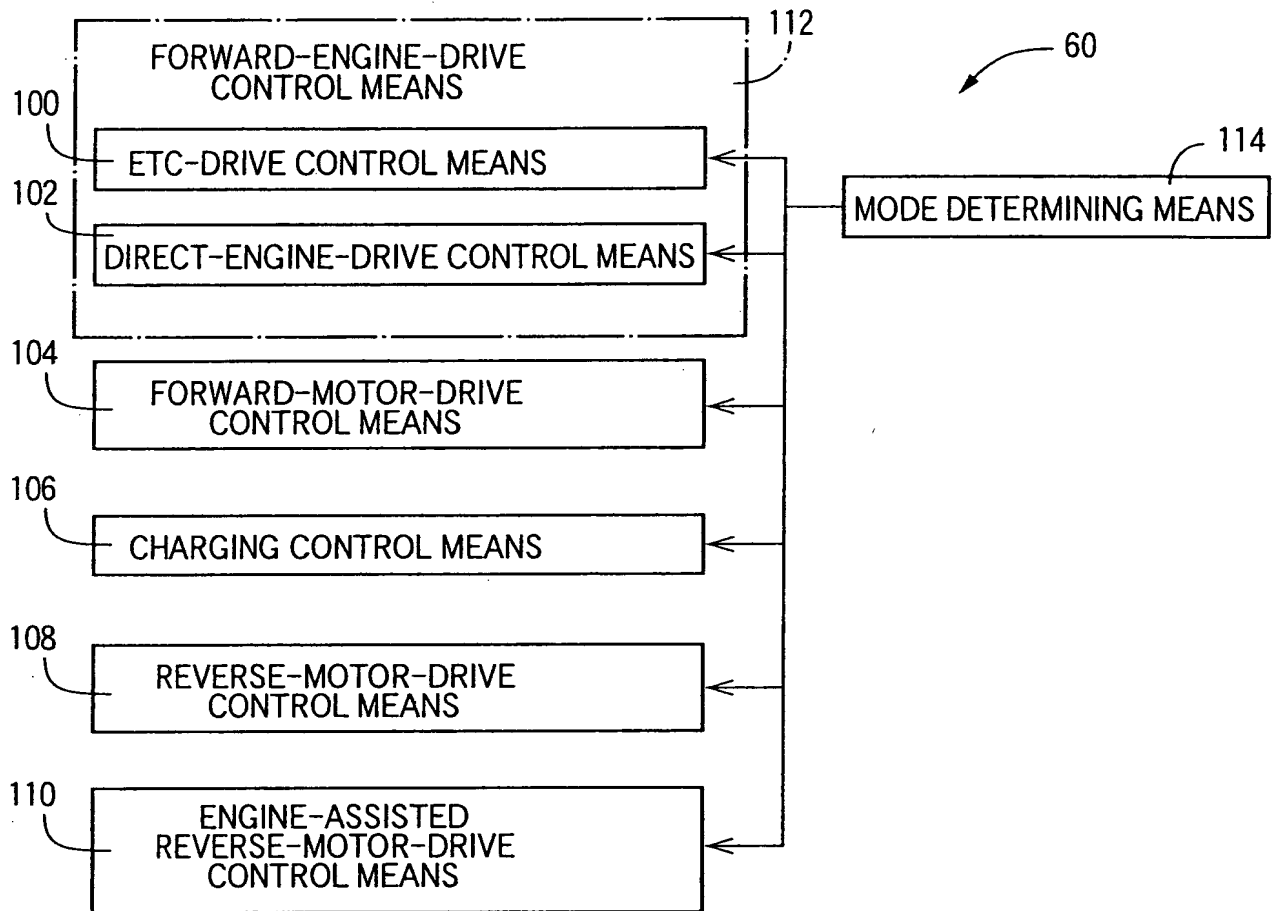 112
FORWARD-ENGINE-DRIVE
CONTROL MEANS
60
100
ETC-DRIVE CONTROL MEANS
114
102
MODE DETERMINING MEANS
DIRECT-ENGINE-DRIVE CONTROL MEANS
104
FORWARD-MOTOR-DRIVE
CONTROL MEANS
106
CHARGING CONTROL MEANS
108
REVERSE-MOTOR-DRIVE
CONTROL MEANS
110
ENGINE-ASSISTED
REVERSE-MOTOR-DRIVE
CONTROL MEANS